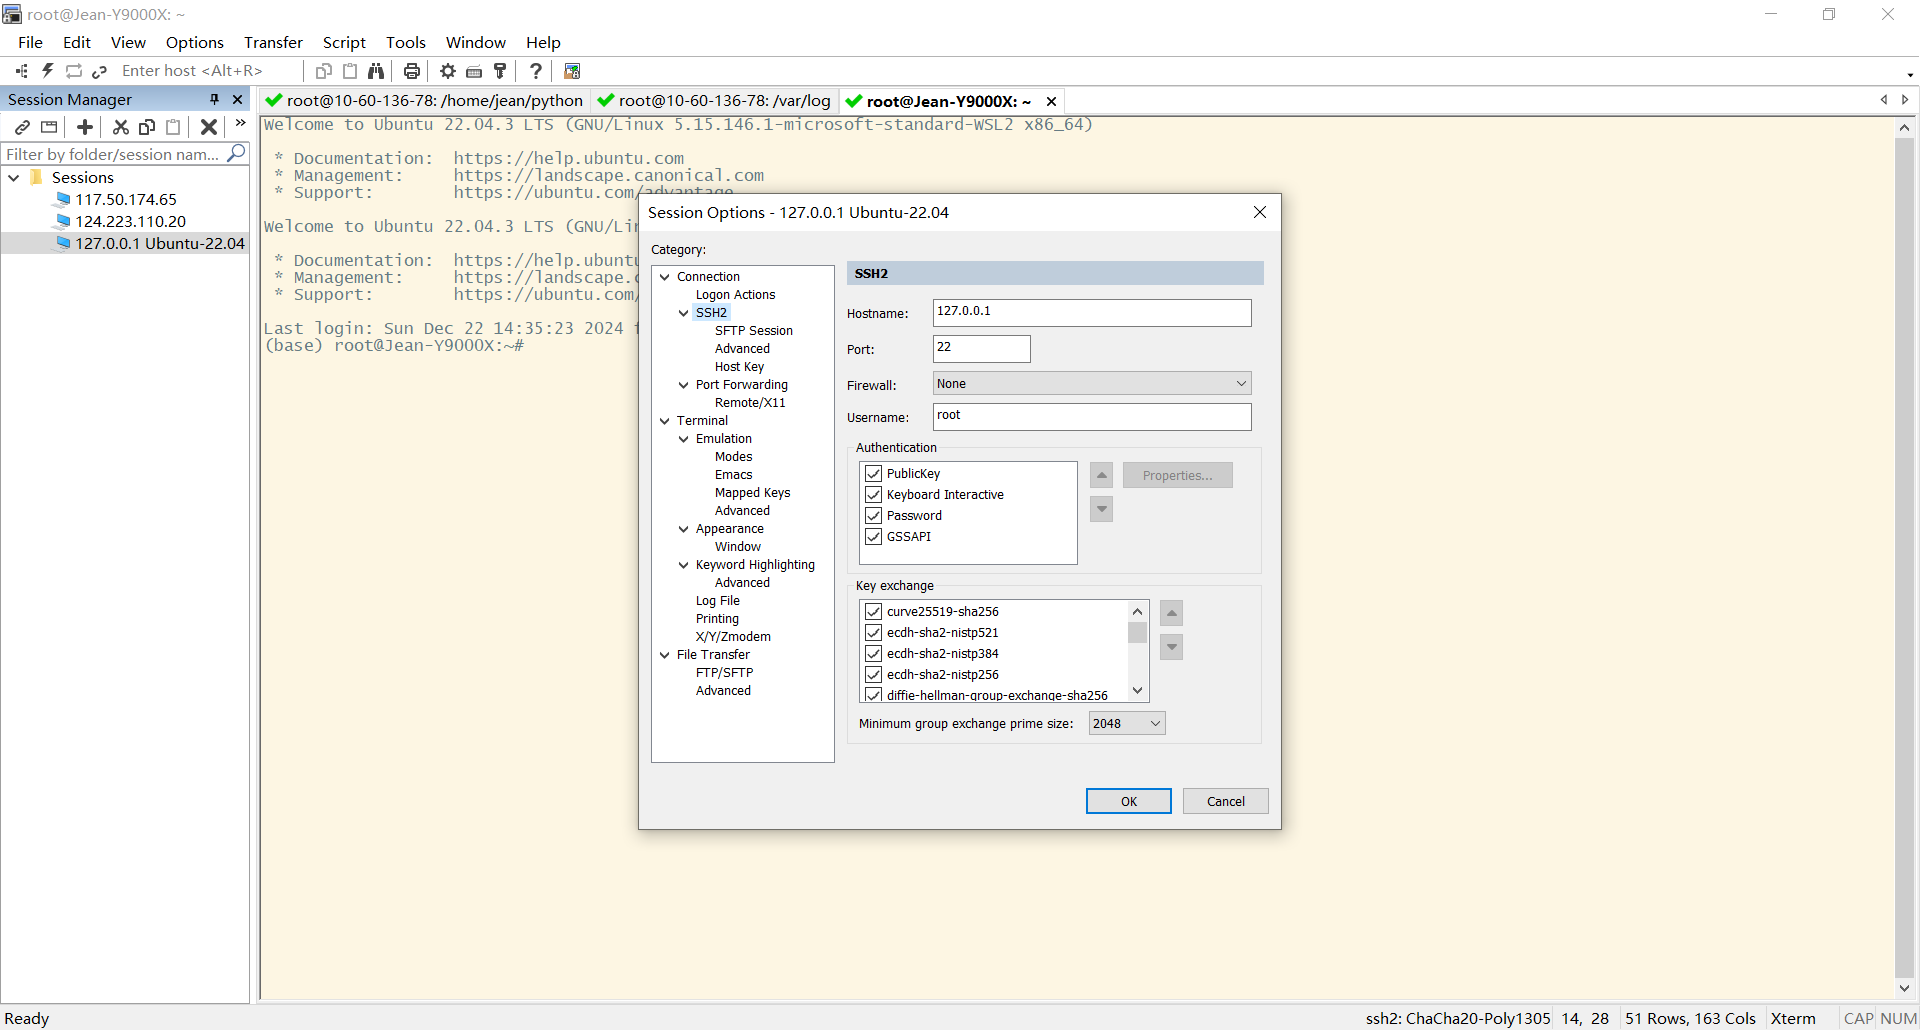 root@Jean-Y9000X: ~
File Edit View Options Transfer Script Tools Window Help
Enter host <Alt+R>
Session Manager
root@10-60-136-78: /home/jean/python
root@10-60-136-78: /var/log
root@Jean-Y9000X: ~
Filter by folder/session nam...
Sessions
117.50.174.65
124.223.110.20
127.0.0.1 Ubuntu-22.04
Welcome to Ubuntu 22.04.3 LTS (GNU/Linux 5.15.146.1-microsoft-standard-WSL2 x86_64)
* Documentation: https://help.ubuntu.com
* Management: https://landscape.canonical.com
* Support: https://ubuntu.com/advantage
Welcome to Ubuntu 22.04.3 LTS (GNU/Lin
* Documentation: https://help.ubuntu
* Management: https://landscape.c
* Support: https://ubuntu.com/
Last login: Sun Dec 22 14:35:23 2024 f
(base) root@Jean-Y9000X:~#
Session Options - 127.0.0.1 Ubuntu-22.04
Category:
Connection
Logon Actions
SSH2
SFTP Session
Advanced
Host Key
Port Forwarding
Remote/X11
Terminal
Emulation
Modes
Emacs
Mapped Keys
Advanced
Appearance
Window
Keyword Highlighting
Advanced
Log File
Printing
X/Y/Zmodem
File Transfer
FTP/SFTP
Advanced
SSH2
Hostname: 127.0.0.1
Port: 22
Firewall: None
Username: root
Authentication
PublicKey
Keyboard Interactive
Password
GSSAPI
Properties...
Key exchange
curve25519-sha256
ecdh-sha2-nistp521
ecdh-sha2-nistp384
ecdh-sha2-nistp256
diffie-hellman-group-exchange-sha256
Minimum group exchange prime size: 2048
OK Cancel
Ready
ssh2: ChaCha20-Poly1305 14, 28 51 Rows, 163 Cols Xterm CAP NUM